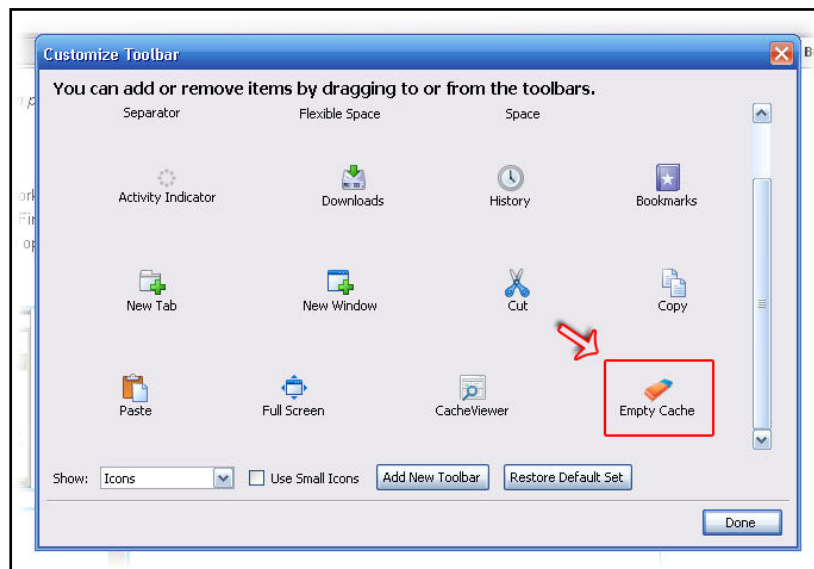 Customize Toolbar
You can add or remove items by dragging to or from the toolbars.
Separator Flexible Space Space
Activity Indicator Downloads History Bookmarks
New Tab New Window Cut Copy
Paste Full Screen CacheViewer Empty Cache
Show: Icons Use Small Icons Add New Toolbar Restore Default Set
Done